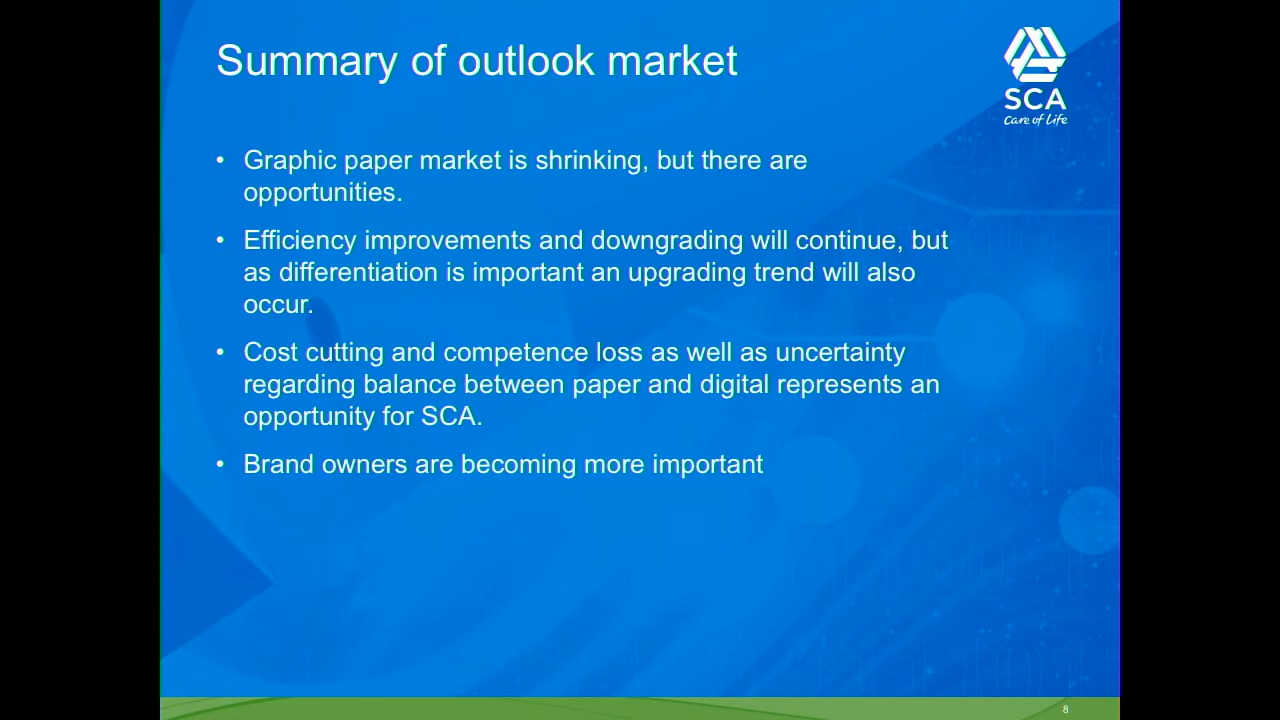 Summary of outlook market
SCA
Care of Life
• Graphic paper market is shrinking, but there are
opportunities.
• Efficiency improvements and downgrading will continue, but
as differentiation is important an upgrading trend will also
occur.
• Cost cutting and competence loss as well as uncertainty
regarding balance between paper and digital represents an
opportunity for SCA.
• Brand owners are becoming more important
8